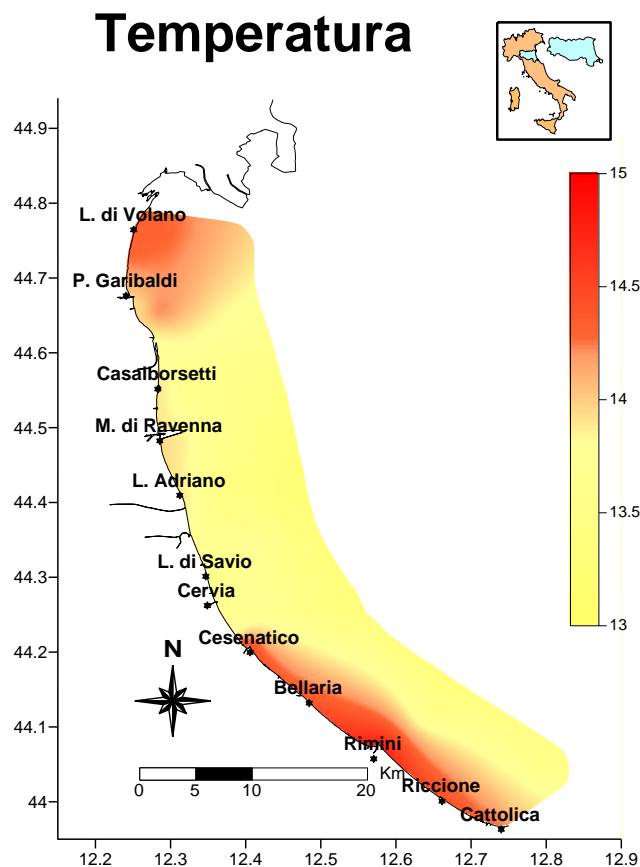 Temperatura
44.9
44.8
44.7
44.6
44.5
44.4
44.3
44.2
44.1
44
15
14.5
14
13.5
13
L. di Volano
P. Garibaldi
Casalborsetti
M. di Ravenna
L. Adriano
L. di Savio
Cervia
Cesenatico
N
Bellaria
Rimini
Km
0 5 10 20
Riccione
Cattolica
12.2 12.3 12.4 12.5 12.6 12.7 12.8 12.9